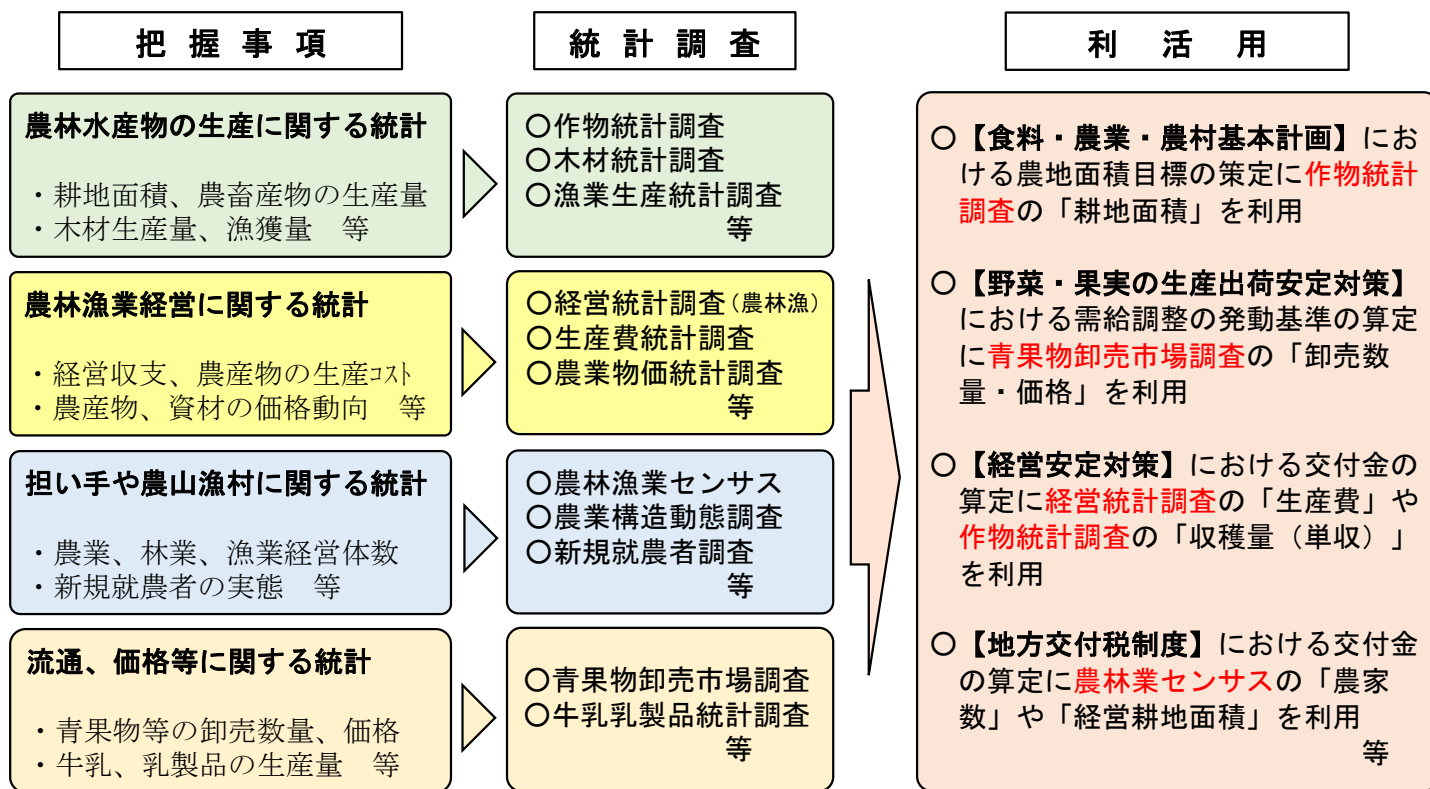 把握事項
統計調査
利活用
農林水産物の生産に関する統計
・耕地面積、農畜産物の生産量
・木材生産量、漁獲量　等
〇作物統計調査
〇木材統計調査
〇漁業生産統計調査
等
農林漁業経営に関する統計
・経営収支、農産物の生産コスト
・農産物、資材の価格動向　等
〇経営統計調査（農林漁）
〇生産費統計調査
〇農業物価統計調査
等
担い手や農山漁村に関する統計
・農業、林業、漁業経営体数
・新規就農者の実態　等
〇農林漁業センサス
〇農業構造動態調査
〇新規就農者調査
等
流通、価格等に関する統計
・青果物等の卸売数量、価格
・牛乳、乳製品の生産量　等
〇青果物卸売市場調査
〇牛乳乳製品統計調査
等
〇【食料・農業・農村基本計画】にお
ける農地面積目標の策定に作物統計
調査の「耕地面積」を利用
〇【野菜・果実の生産出荷安定対策】
における需給調整の発動基準の算定
に青果物卸売市場調査の「卸売数
量・価格」を利用
〇【経営安定対策】における交付金の
算定に経営統計調査の「生産費」や
作物統計調査の「収穫量（単収）」
を利用
〇【地方交付税制度】における交付金
の算定に農林業センサスの「農家
数」や「経営耕地面積」を利用
等